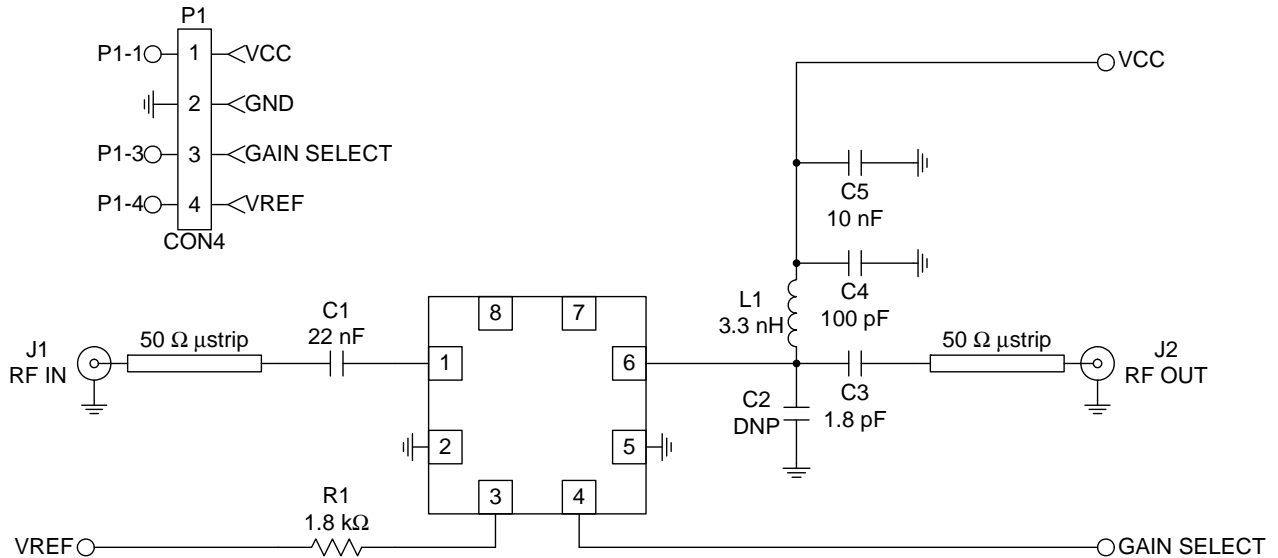 P1
P1-1 1 VCC
2 GND
P1-3 3 GAIN SELECT
P1-4 4 VREF
CON4
VCC
C5
10 nF
C4
100 pF
L1
3.3 nH
J1
RF IN
50 Ω μstrip
C1
22 nF
8 7
1 6
2 5
3 4
C2
DNP
C3
1.8 pF
50 Ω μstrip
J2
RF OUT
R1
1.8 kΩ
VREF
GAIN SELECT